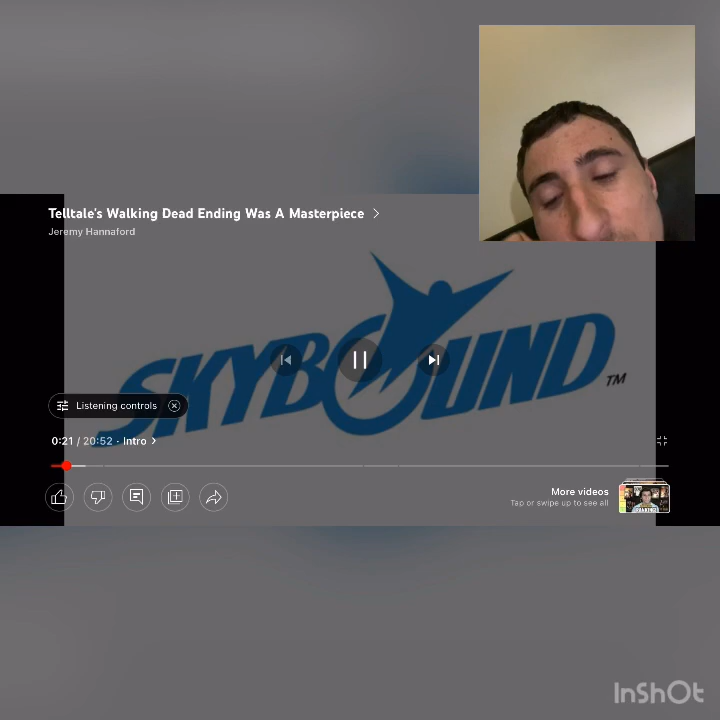 Telltale's Walking Dead Ending Was A Masterpiece
Jeremy Hannaford
SKYBOUND
TM
Listening controls
0:21 / 20:52 · Intro
More videos
Tap or swipe up to see all
RANKING
InShOt